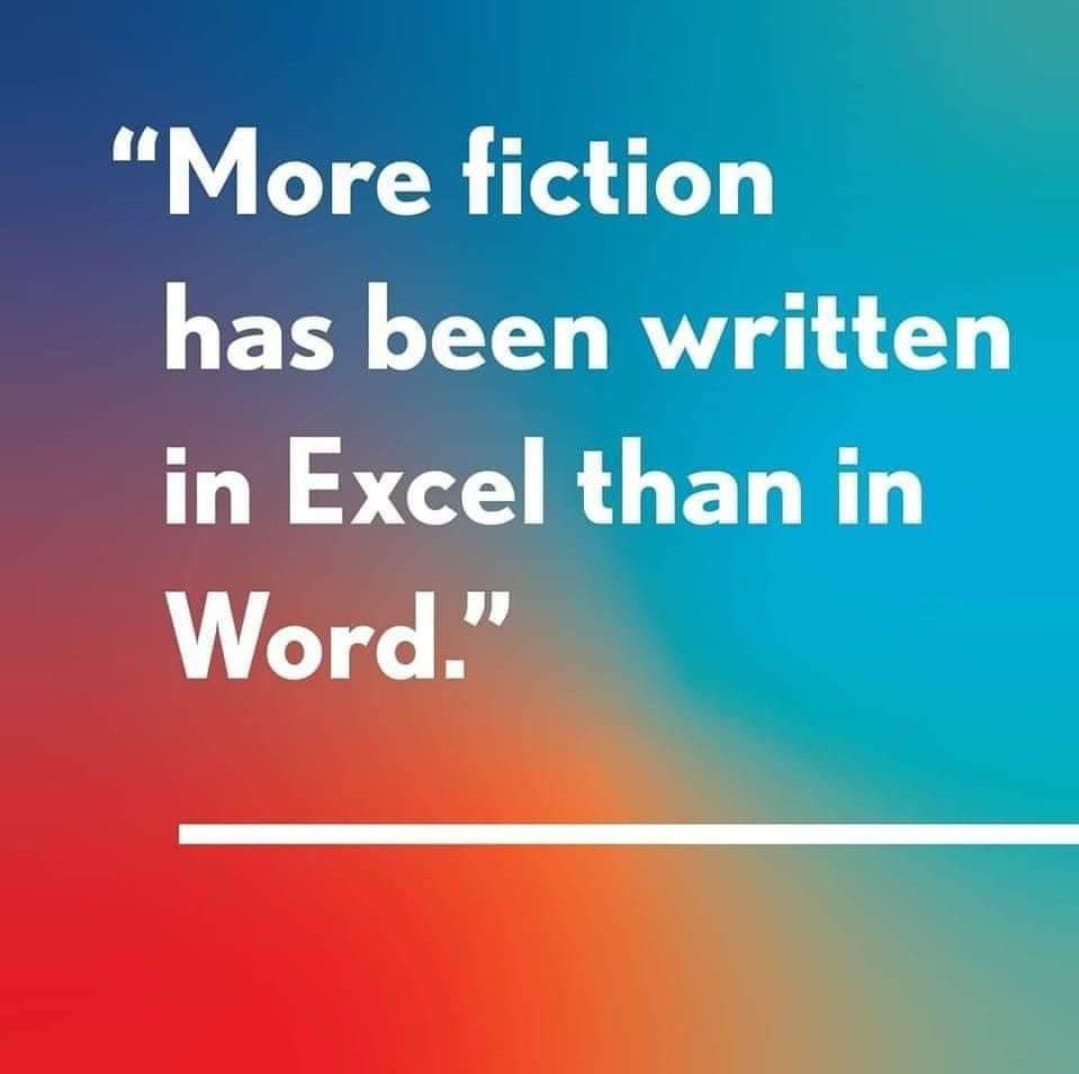 “More fiction
has been written
in Excel than in
Word.”